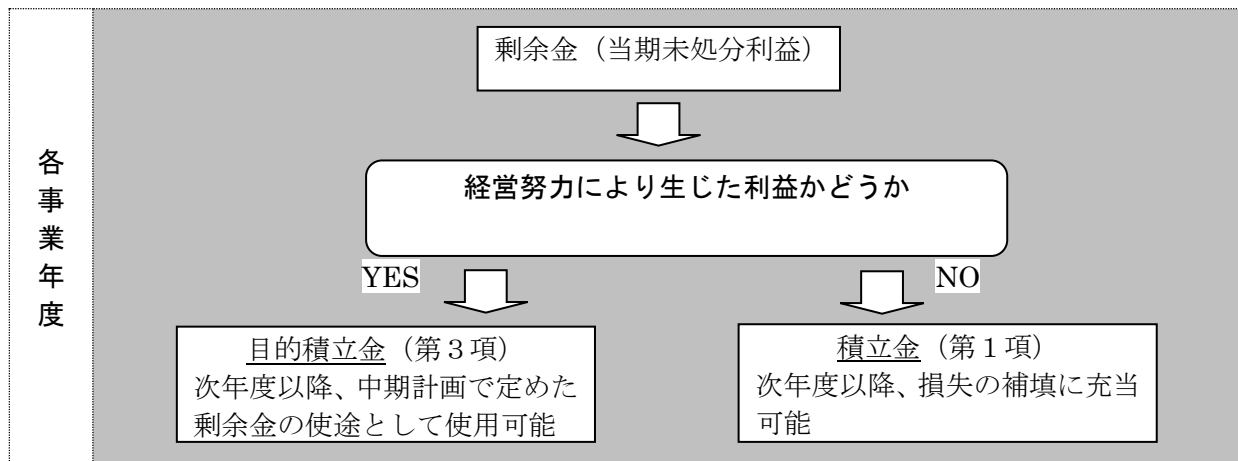 各事業年度
剰余金（当期未処分利益）
経営努力により生じた利益かどうか
YES
NO
目的積立金（第３項）
次年度以降、中期計画で定めた
剰余金の使途として使用可能
積立金（第１項）
次年度以降、損失の補填に充当
可能